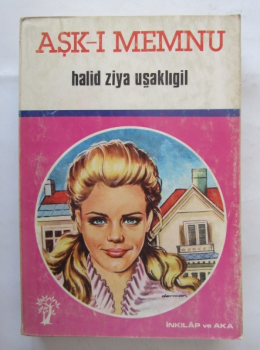 AŞK-I MEMNU
halid ziya uşaklıgil
İNKILÂP ve AKA